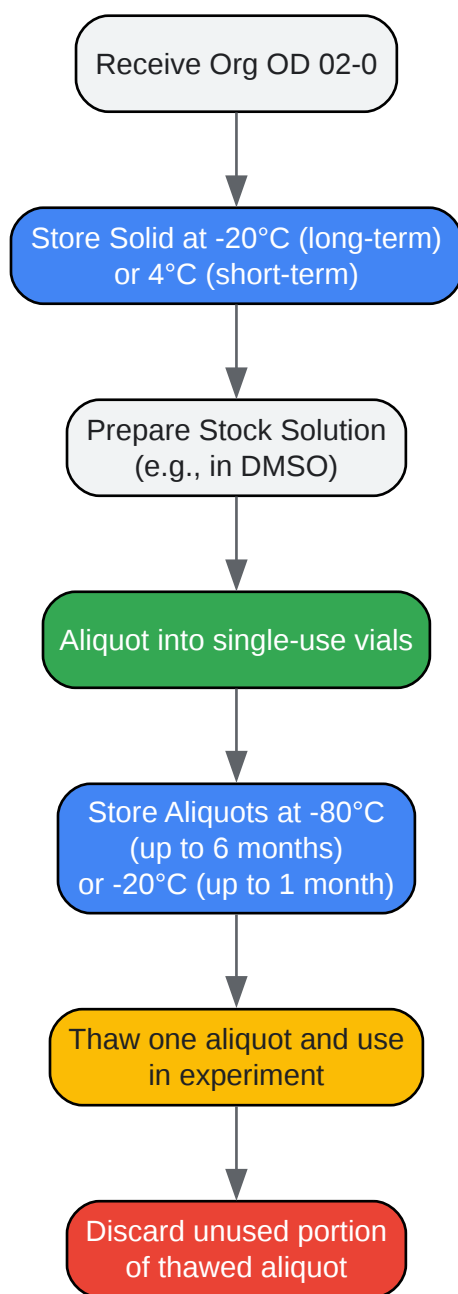 Receive Org OD 02-0
Store Solid at -20°C (long-term)
or 4°C (short-term)
Prepare Stock Solution
(e.g., in DMSO)
Aliquot into single-use vials
Store Aliquots at -80°C
(up to 6 months)
or -20°C (up to 1 month)
Thaw one aliquot and use
in experiment
Discard unused portion
of thawed aliquot